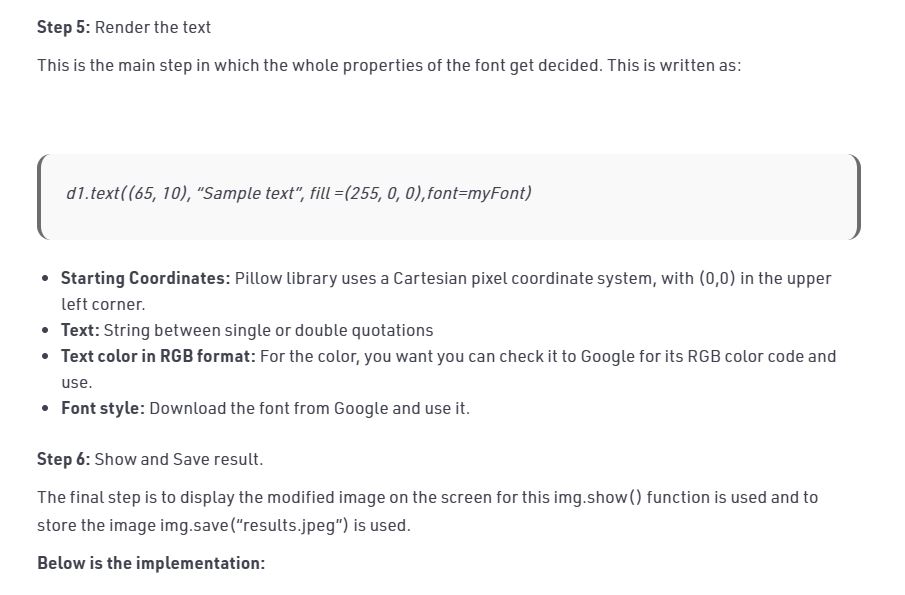 Step 5: Render the text
This is the main step in which the whole properties of the font get decided. This is written as:
d1.text((65, 10), “Sample text”, fill =(255, 0, 0),font=myFont)
• Starting Coordinates: Pillow library uses a Cartesian pixel coordinate system, with (0,0) in the upper
left corner.
• Text: String between single or double quotations
• Text color in RGB format: For the color, you want you can check it to Google for its RGB color code and
use.
• Font style: Download the font from Google and use it.
Step 6: Show and Save result.
The final step is to display the modified image on the screen for this img.show() function is used and to
store the image img.save(“results.jpeg”) is used.
Below is the implementation: